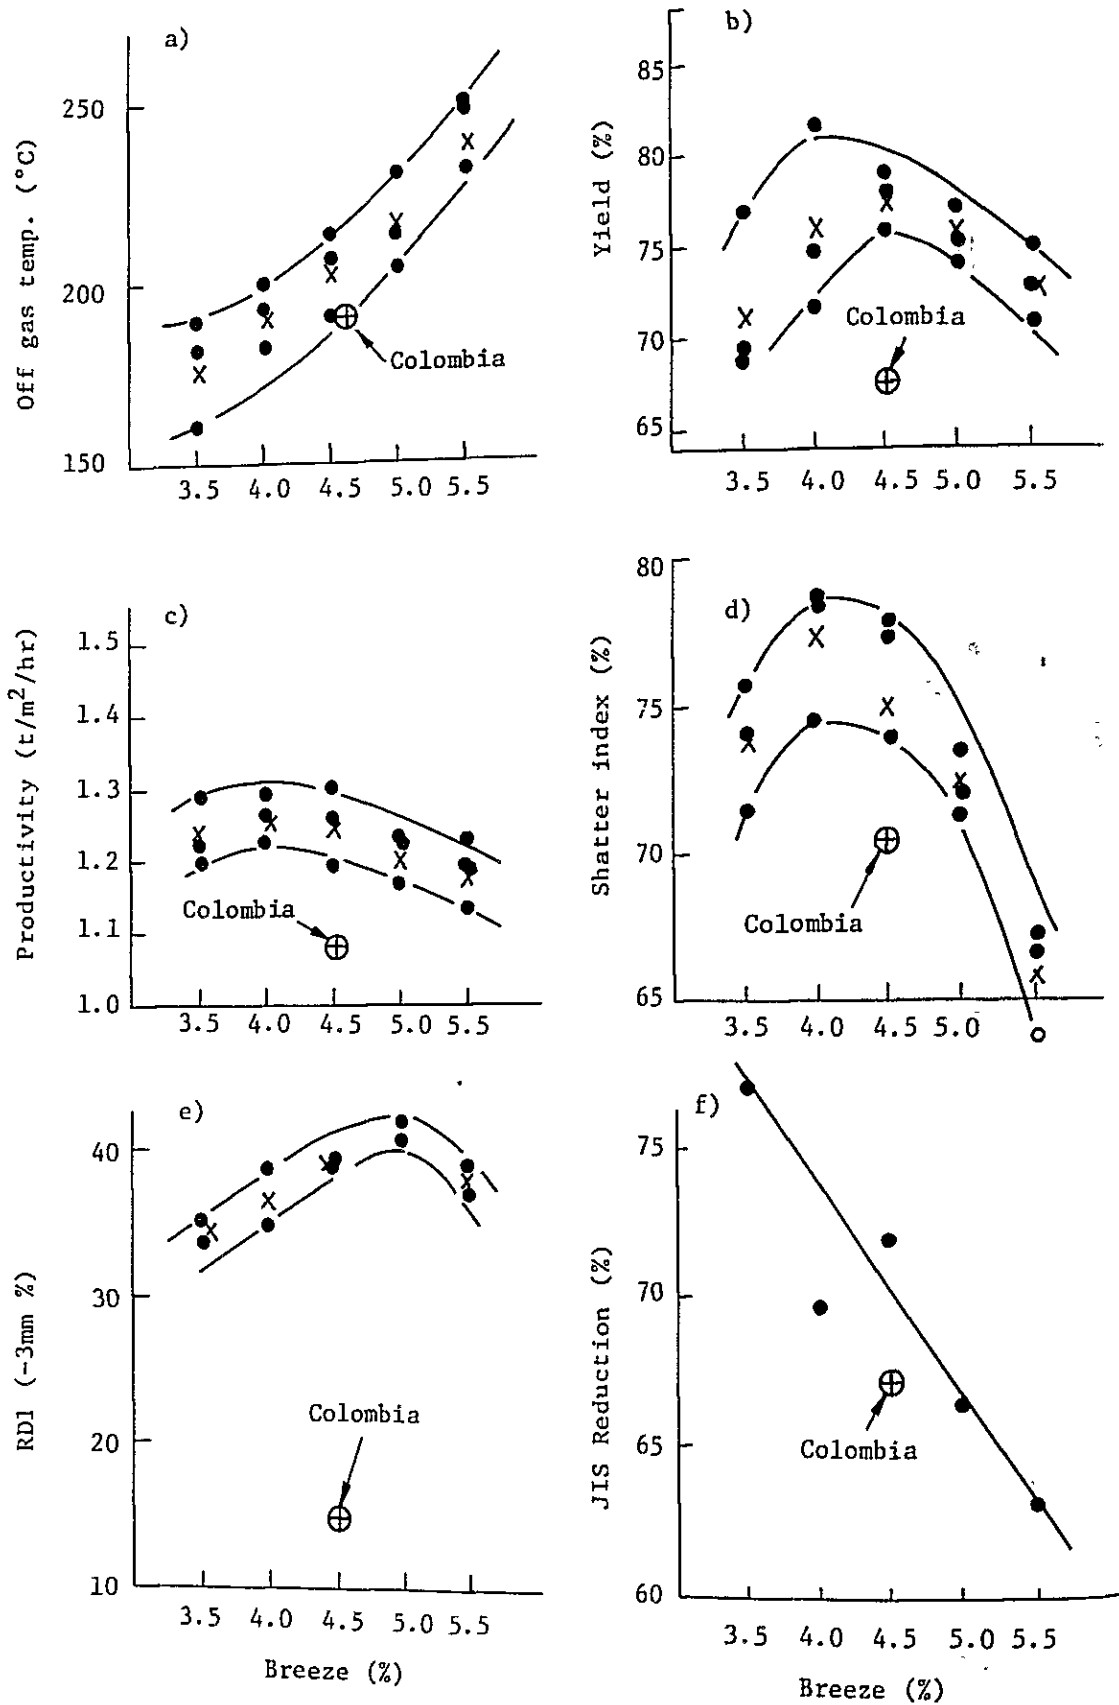 a)
Off gas temp. (°C)
250
200
150
Colombia
3.5 4.0 4.5 5.0 5.5
b)
Yield (%)
85
80
75
70
65
Colombia
3.5 4.0 4.5 5.0 5.5
c)
Productivity (t/m²/hr)
1.5
1.4
1.3
1.2
1.1
1.0
Colombia
3.5 4.0 4.5 5.0 5.5
d)
Shatter index (%)
80
75
70
65
Colombia
3.5 4.0 4.5 5.0 5.5
e)
RD1 (-3mm %)
40
30
20
10
Colombia
3.5 4.0 4.5 5.0 5.5
Breeze (%)
f)
JIS Reduction (%)
75
70
65
60
Colombia
3.5 4.0 4.5 5.0 5.5
Breeze (%)